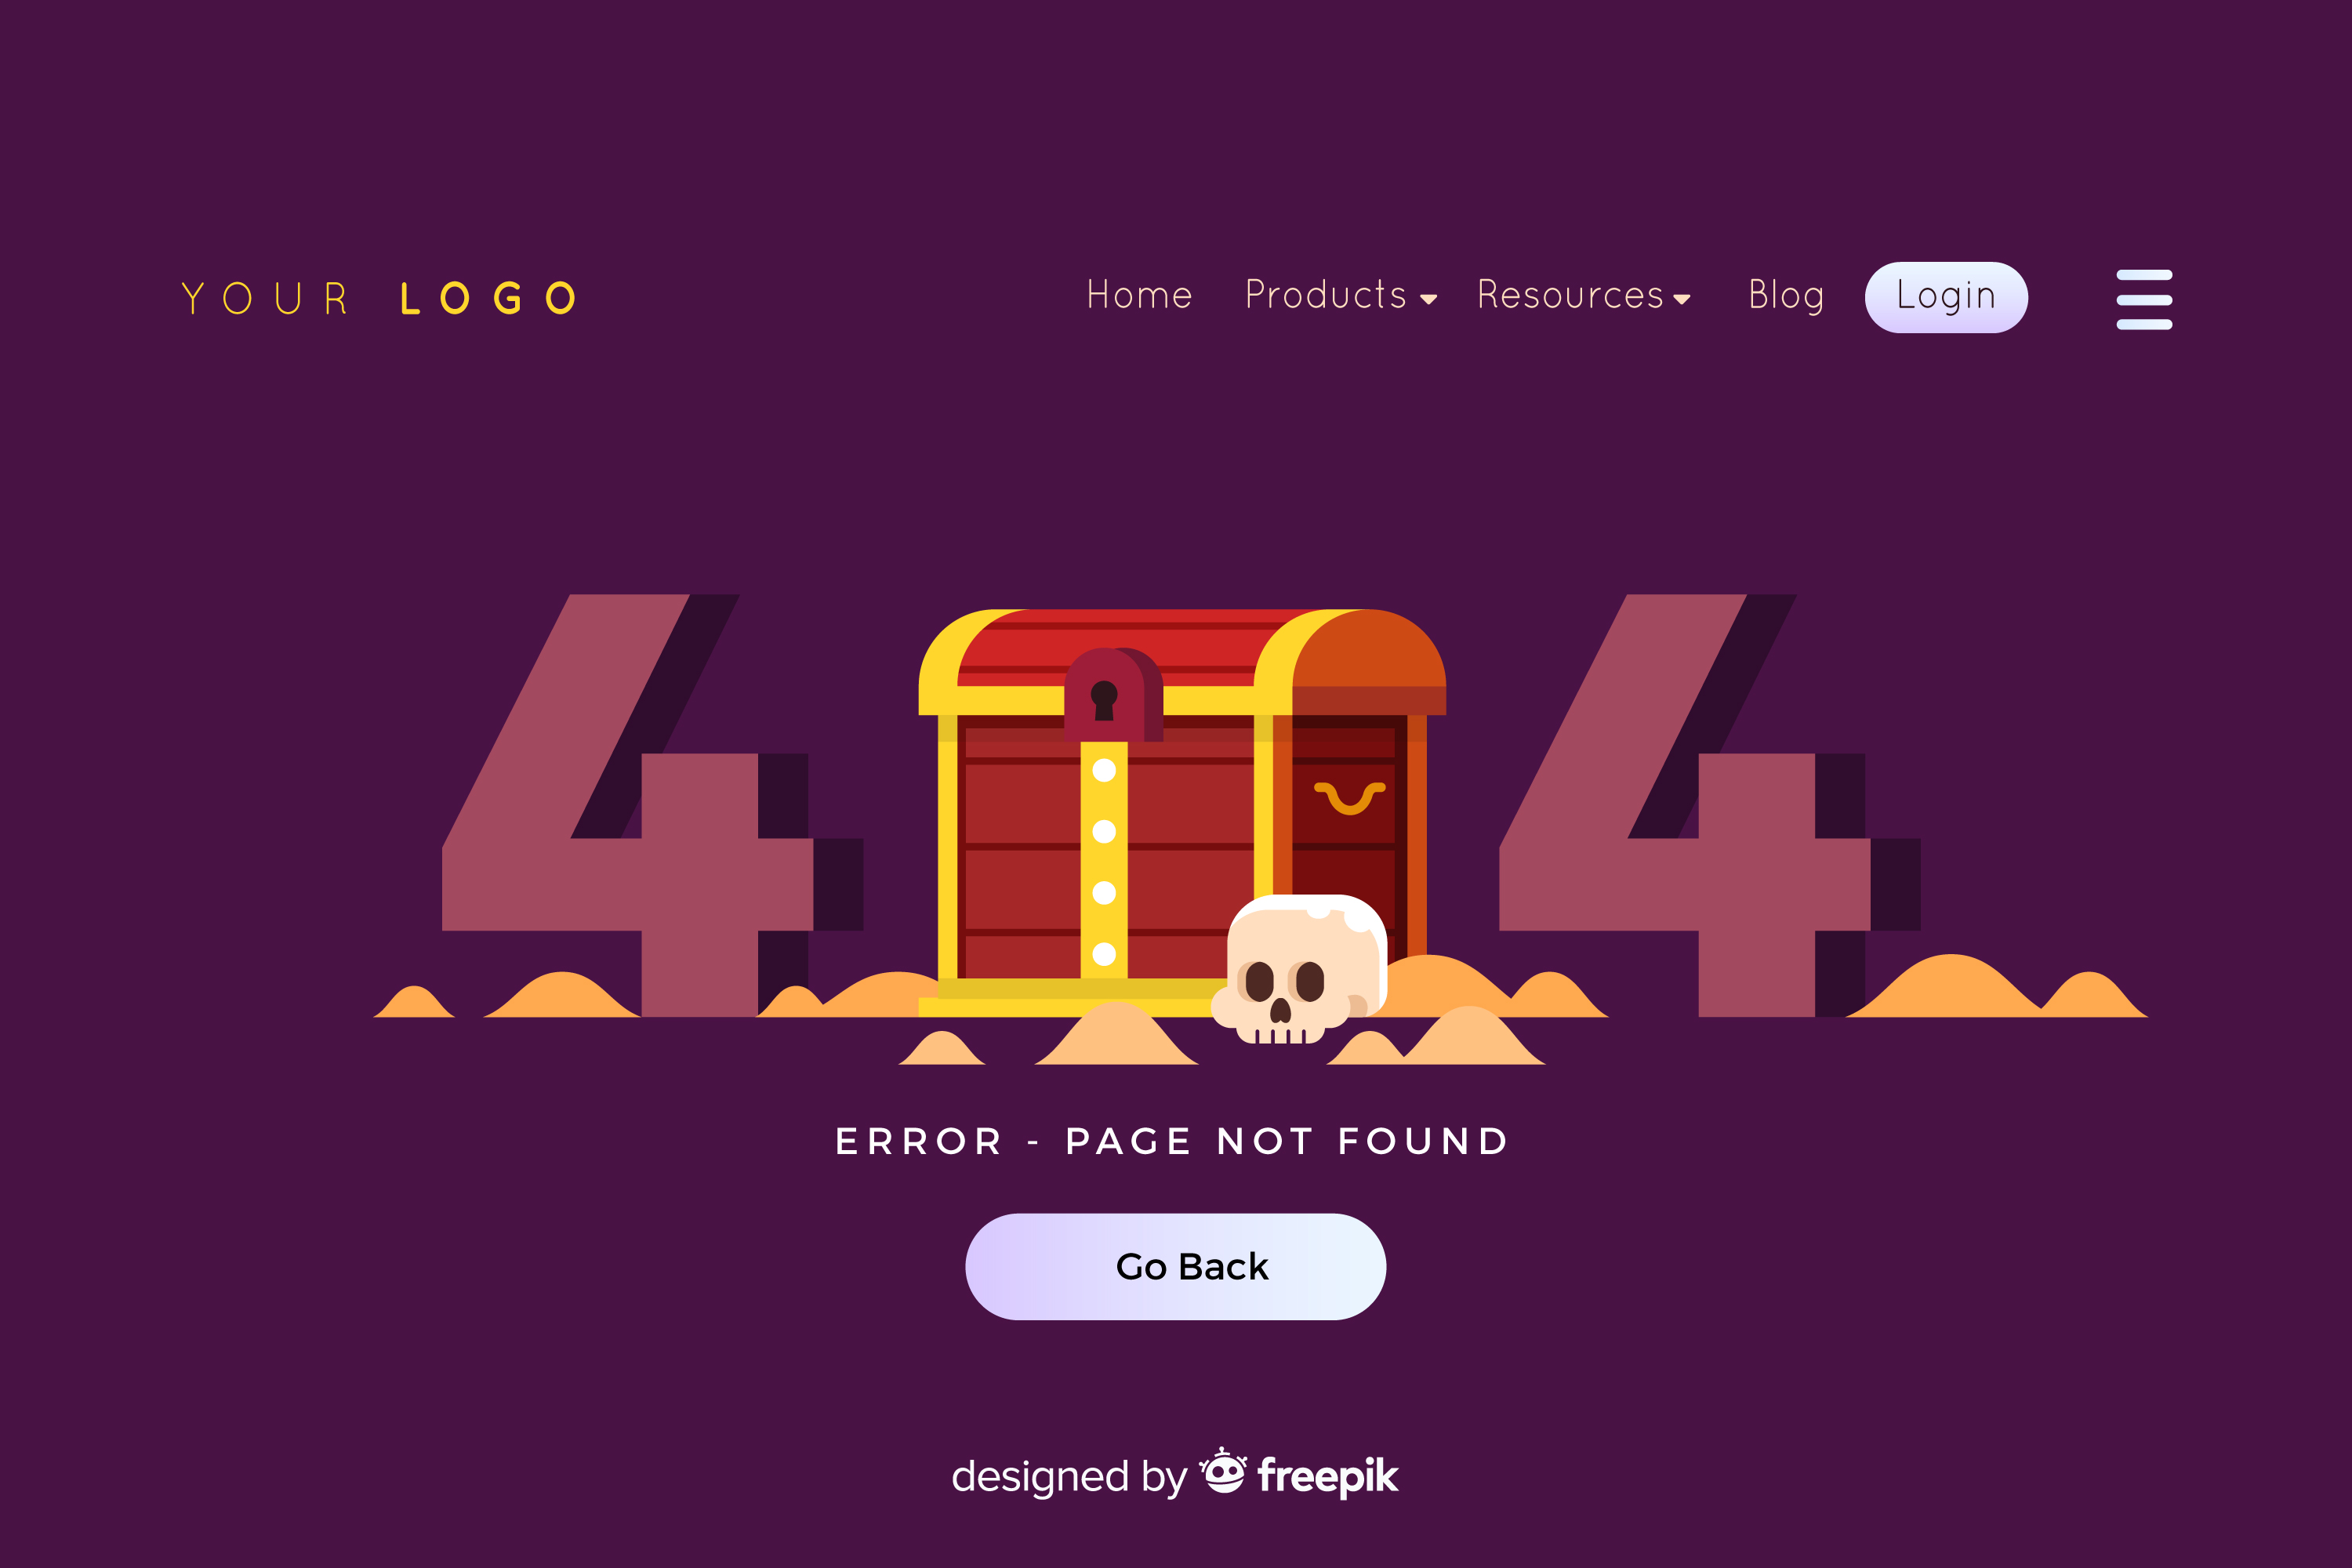 YOUR LOGO
Home Products Resources Blog Login
4 4
ERROR - PAGE NOT FOUND
Go Back
designed by freepik